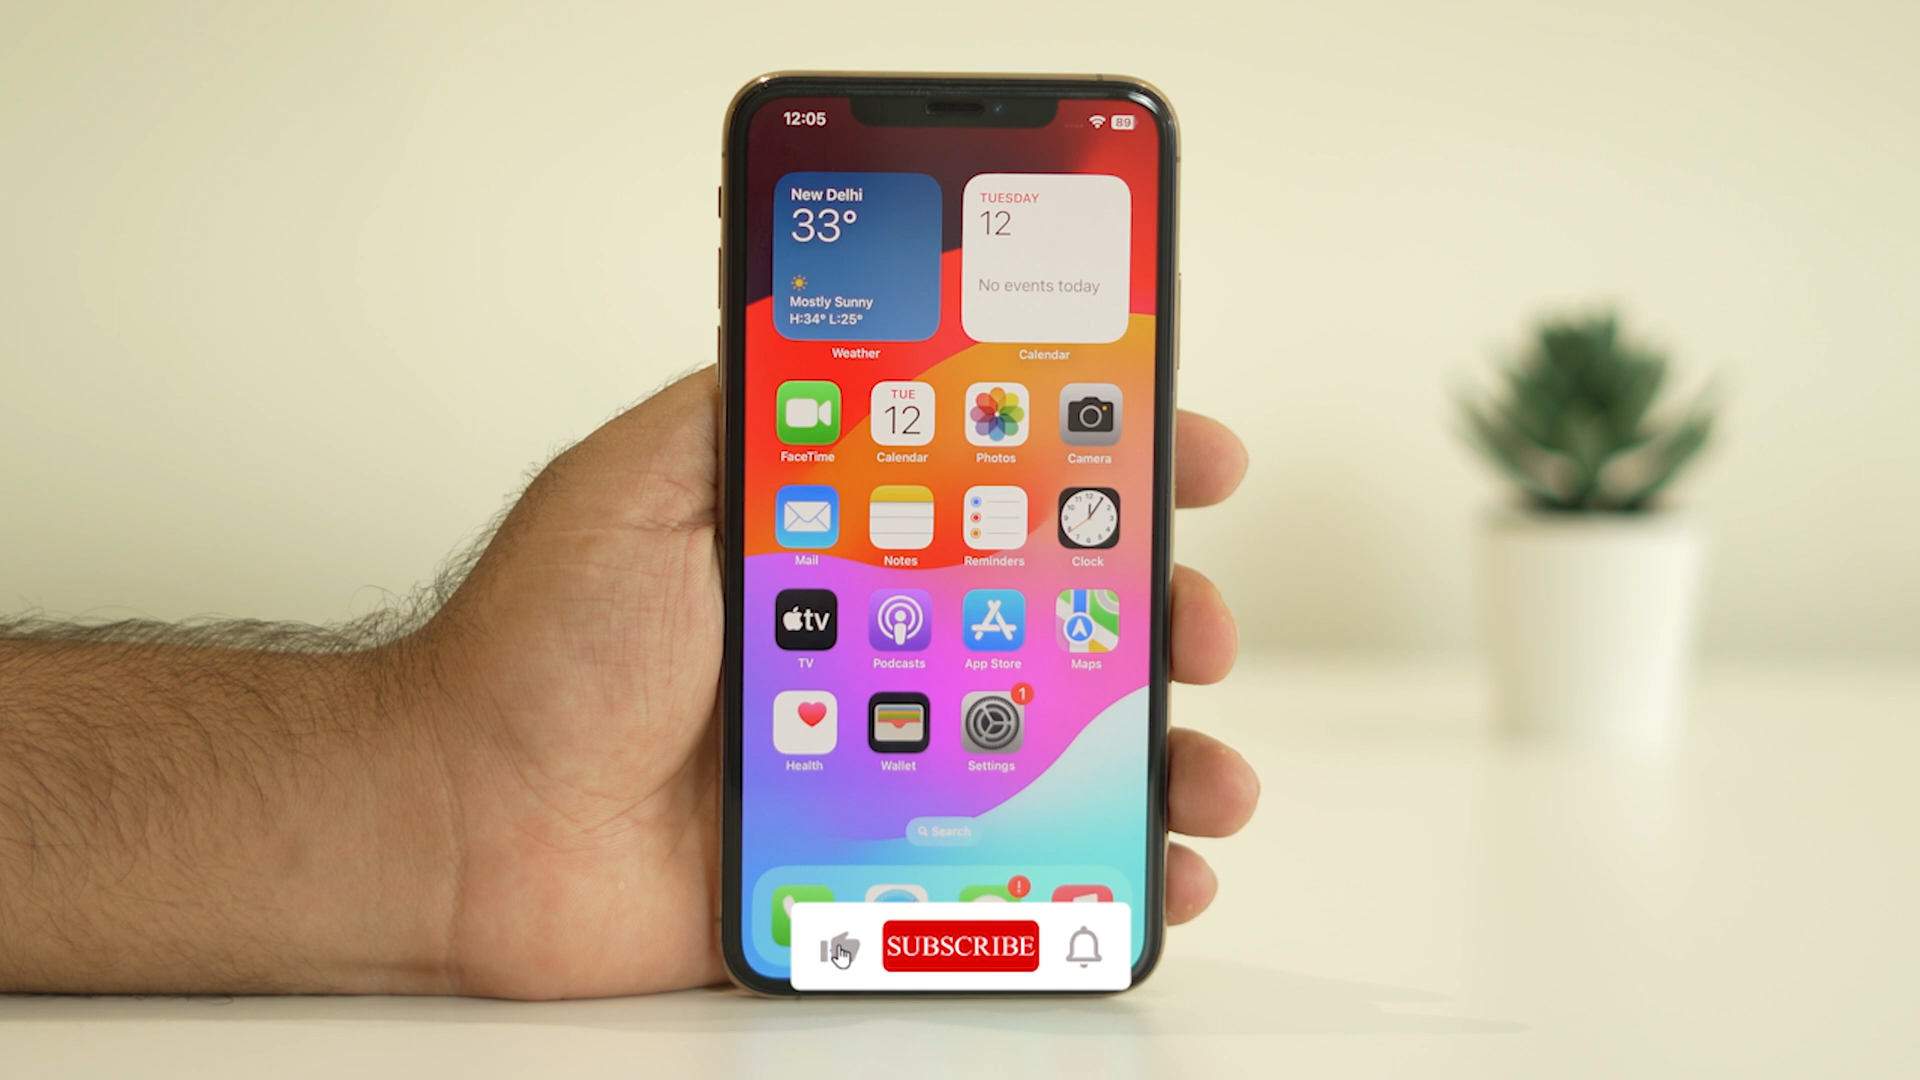 12:05
89
New Delhi
33°
Mostly Sunny
H:34° L:25°
Weather
TUESDAY
12
No events today
Calendar
FaceTime
TUE
12
Calendar
Photos
Camera
Mail
Notes
Reminders
Clock
tv
TV
Podcasts
App Store
Maps
Health
Wallet
1
Settings
Search
!
SUBSCRIBE